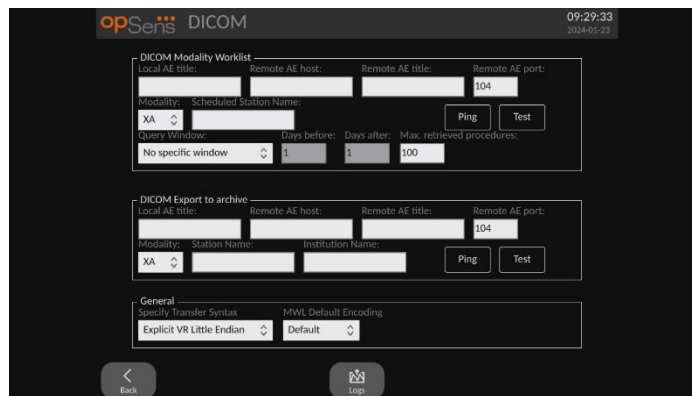 opSens DICOM
09:29:33
2024-01-23
DICOM Modality Worklist
Local AE title: Remote AE host: Remote AE title: Remote AE port:
104
Modality: Scheduled Station Name:
XA Ping Test
Query Window: Days before: Days after: Max. retrieved procedures:
No specific window 1 1 100
DICOM Export to archive
Local AE title: Remote AE host: Remote AE title: Remote AE port:
104
Modality: Station Name: Institution Name:
XA Ping Test
General
Specify Transfer Syntax MWL Default Encoding
Explicit VR Little Endian Default
Back Logs